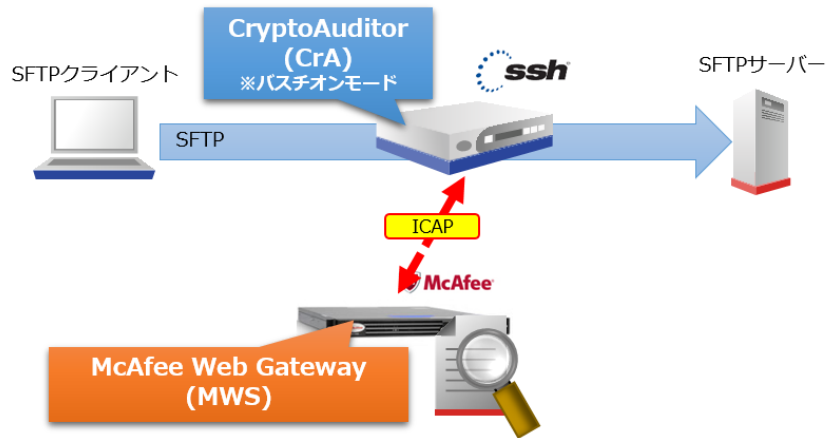 CryptoAuditor
(CrA)
※バスチオンモード
SFTPクライアント
ssh
SFTPサーバー
SFTP
ICAP
McAfee
McAfee Web Gateway
(MWS)